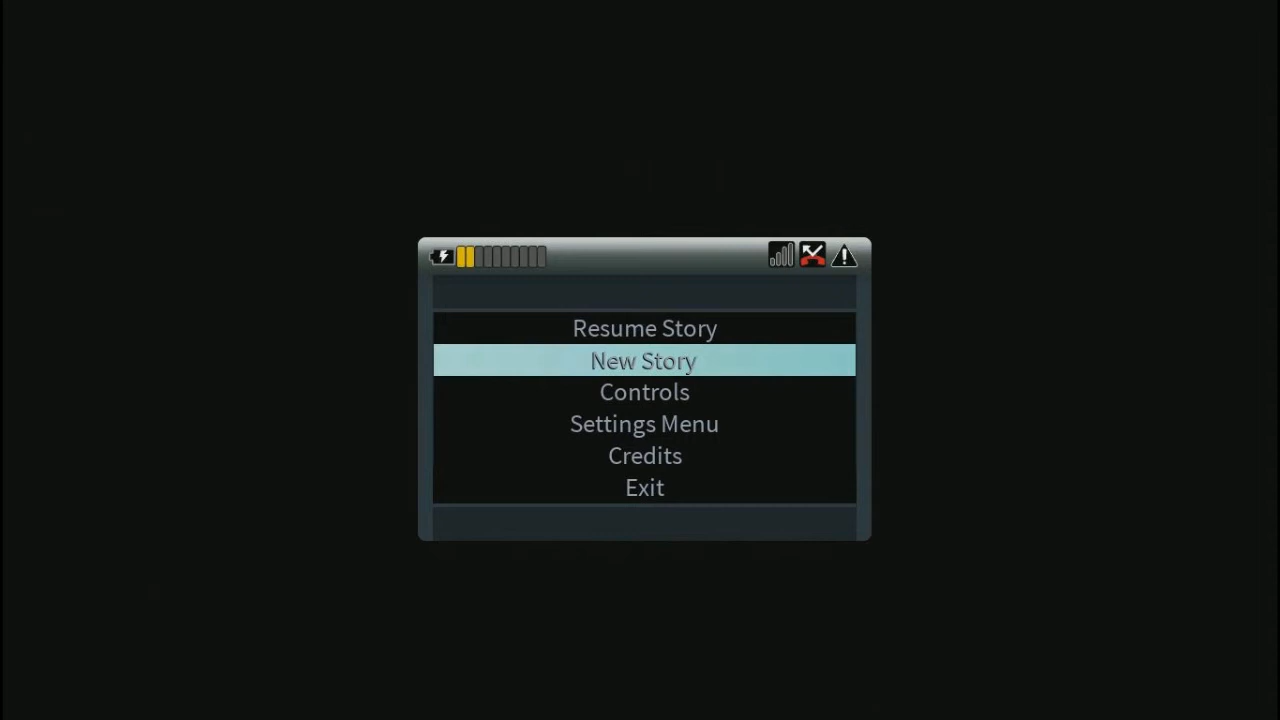 Resume Story
New Story
Controls
Settings Menu
Credits
Exit